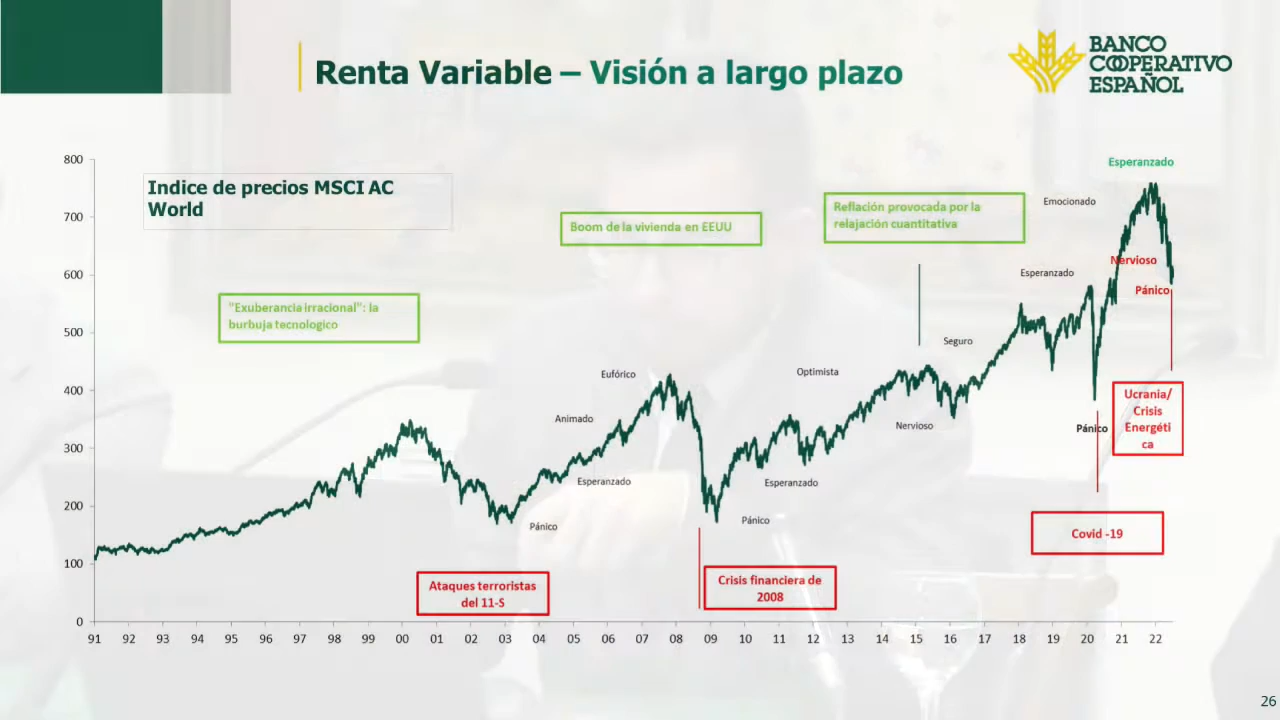 Renta Variable – Visión a largo plazo
BANCO
COOPERATIVO
ESPAÑOL
Indice de precios MSCI AC
World
800
700
600
500
400
300
200
100
0
"Exuberancia irracional": la
burbuja tecnologico
Boom de la vivienda en EEUU
Reflación provocada por la
relajación cuantitativa
Esperanzado
Emocionado
Nervioso
Esperanzado
Pánico
Seguro
Eufórico
Optimista
Animado
Nervioso
Pánico
Ucrania/
Crisis
Energéti
ca
Esperanzado
Esperanzado
Pánico
Pánico
Covid -19
Ataques terroristas
del 11-S
Crisis financiera de
2008
91 92 93 94 95 96 97 98 99 00 01 02 03 04 05 06 07 08 09 10 11 12 13 14 15 16 17 18 19 20 21 22
26